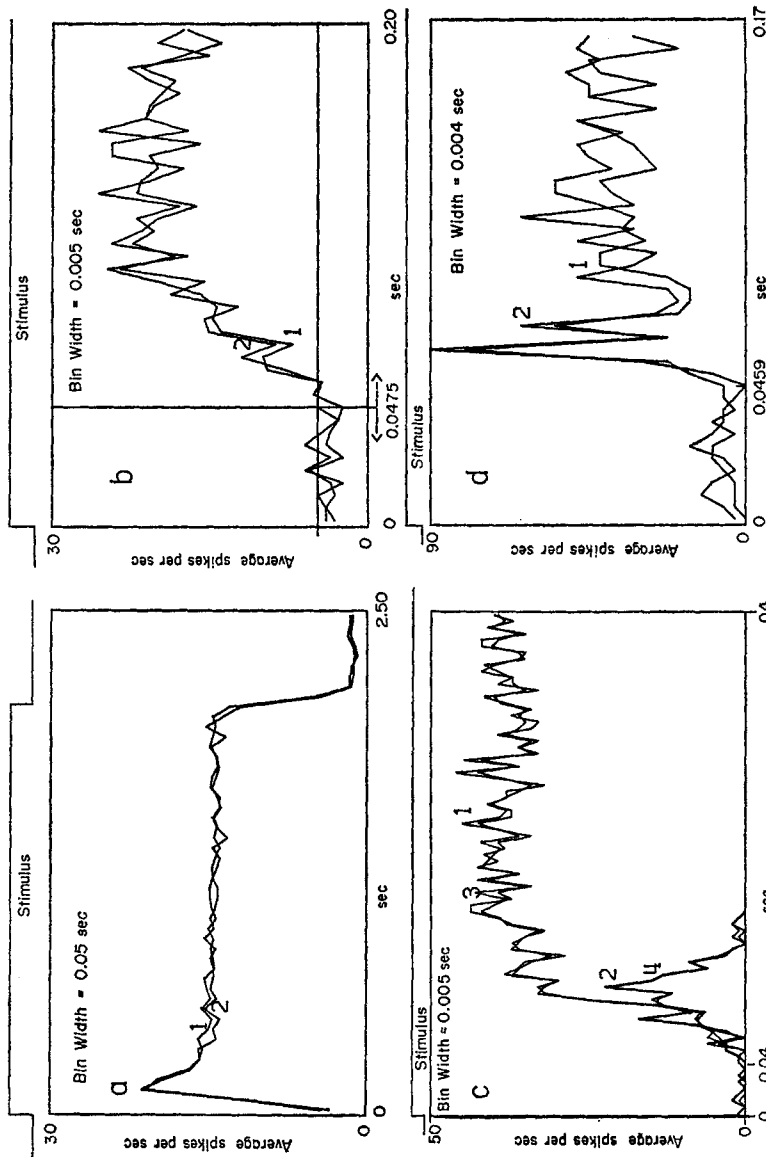 Stimulus
30
a
Bin Width = 0.05 sec
1
2
Average spikes per sec
0
0
sec
2.50
Stimulus
30
b
Bin Width = 0.005 sec
2
1
Average spikes per sec
0
0
0.0475
sec
0.20
Stimulus
50
Bin Width = 0.005 sec
c
3
1
2
4
Average spikes per sec
0
0
0.04
sec
Stimulus
90
d
Bin Width = 0.004 sec
2
1
Average spikes per sec
0
0
0.0459
sec
0.17